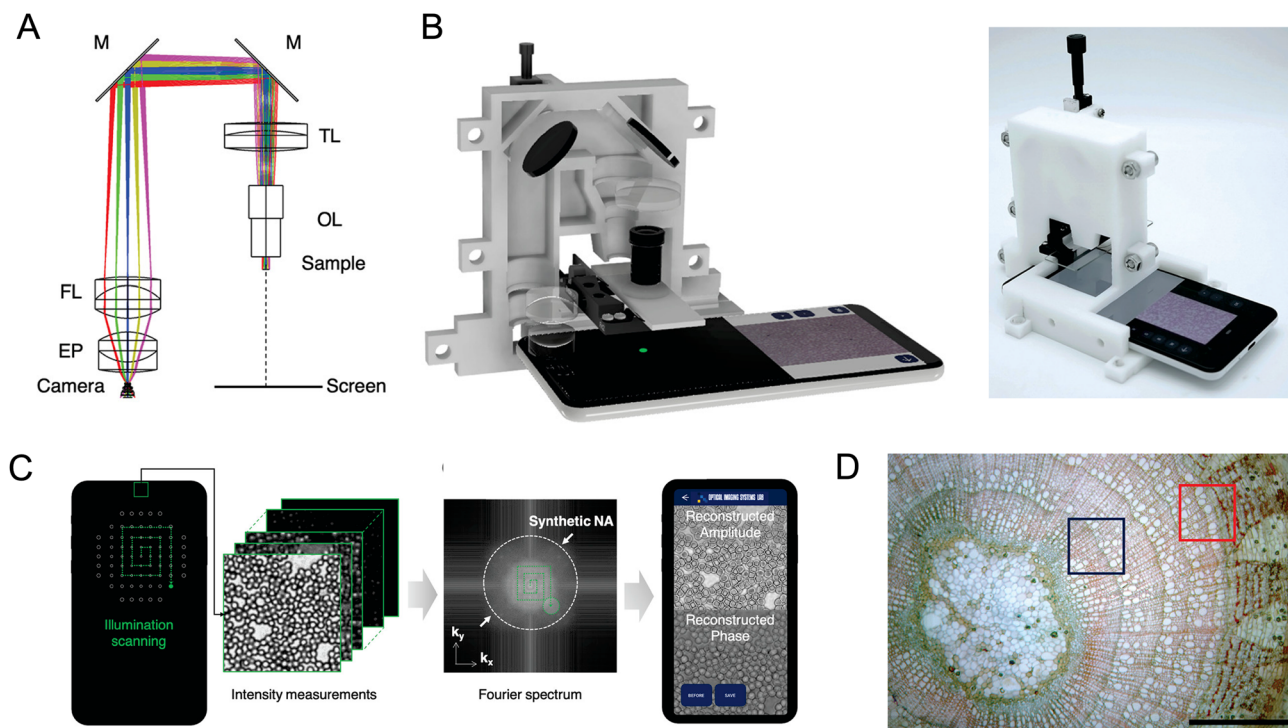 A
M
M
TL
OL
Sample
FL
EP
Camera
Screen
B
C
Illumination
scanning
Intensity measurements
Synthetic NA
ky
kx
Fourier spectrum
OPTICAL IMAGING SYSTEMS LAB
Reconstructed
Amplitude
Reconstructed
Phase
BEFORE
SAVE
D